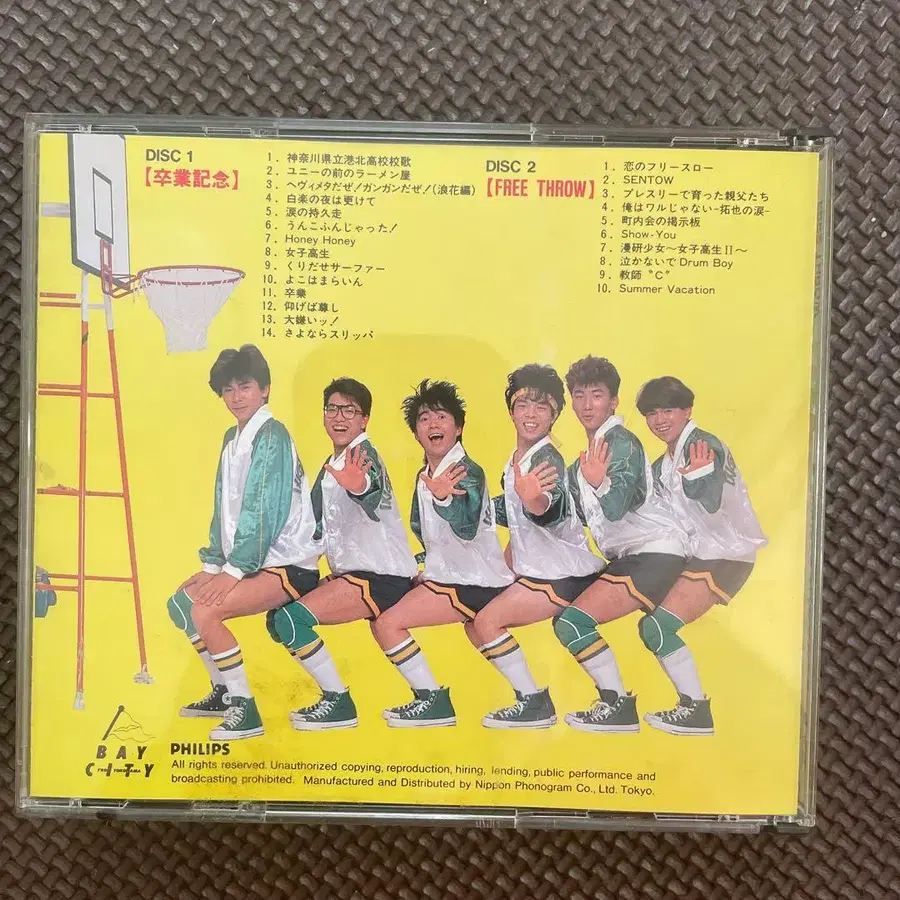 DISC 1
【卒業記念】
1. 神奈川県立港北高校校歌
2. ユニーの前のラーメン屋
3. ヘヴィメタだぜ!ガンガンだぜ!(浪花編)
4. 白楽の夜は更けて
5. 涙の持久走
6. うんこふんじゃった!
7. Honey Honey
8. 女子高生
9. くりだせサーファー
10. よこはまらいん
11. 卒業
12. 仰げば尊し
13. 大嫌いッ!
14. さよならスリッパ
DISC 2
【FREE THROW】
1. 恋のフリースロー
2. SENTOW
3. プレスリーで育った親父たち
4. 俺はワルじゃない-拓也の涙-
5. 町内会の掲示板
6. Show-You
7. 漫研少女〜女子高生II〜
8. 泣かないでDrum Boy
9. 教師〝C〟
10. Summer Vacation
BAY
CITY
FROM YOKOHAMA
PHILIPS
All rights reserved. Unauthorized copying, reproduction, hiring, lending, public performance and
broadcasting prohibited. Manufactured and Distributed by Nippon Phonogram Co., Ltd. Tokyo.